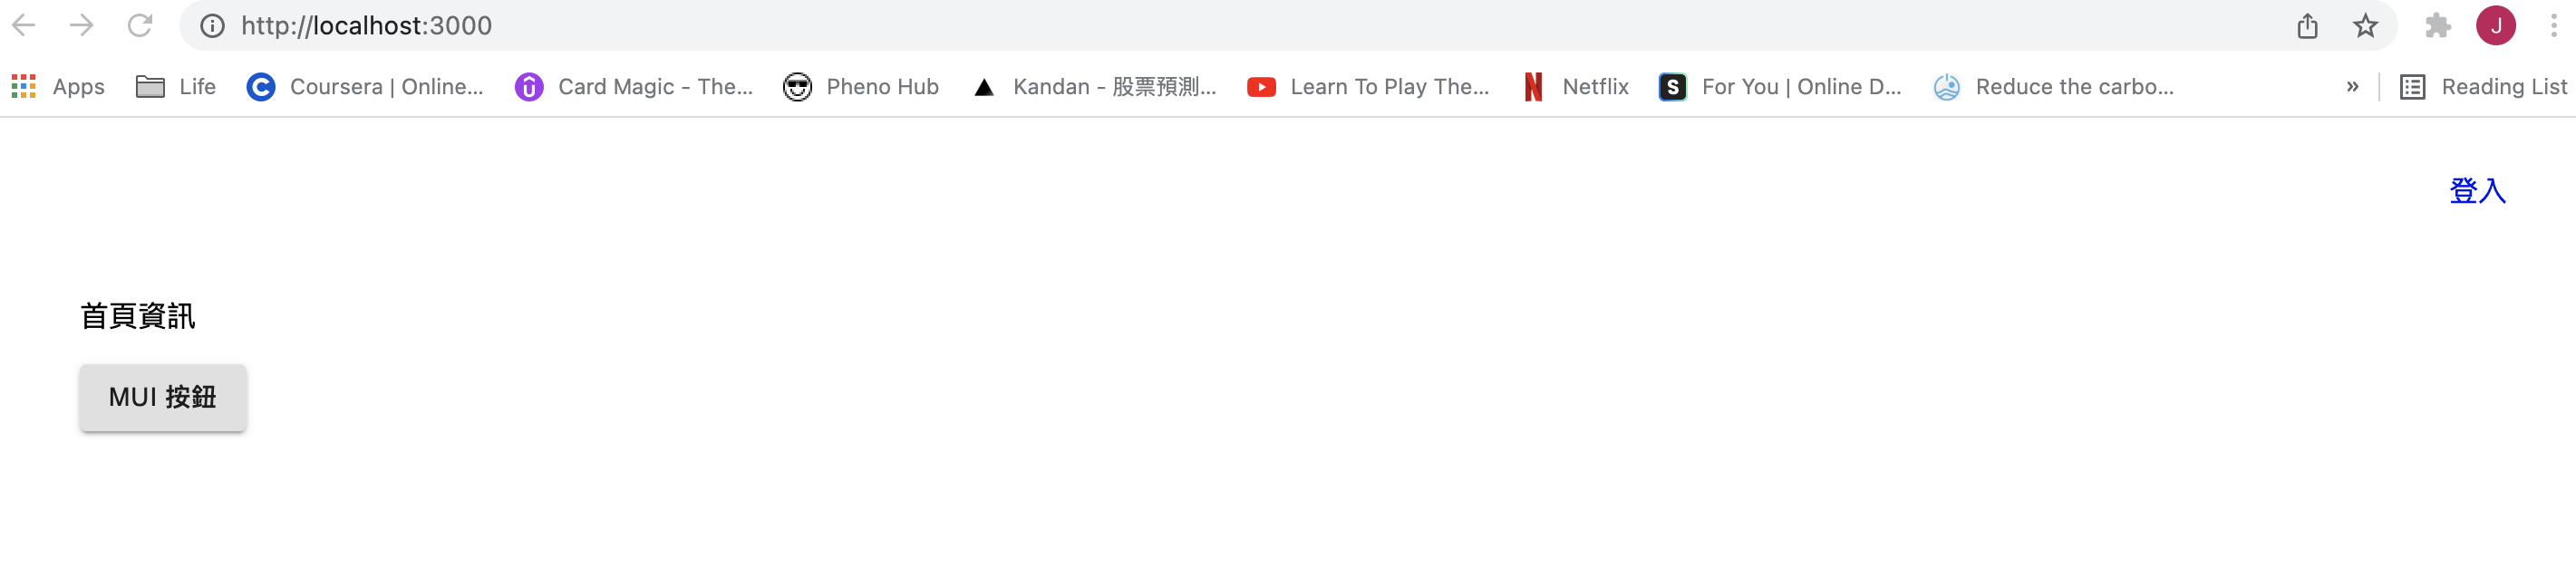 http://localhost:3000
J
Apps Life Coursera | Online... Card Magic - The... Pheno Hub Kandan - 股票預測... Learn To Play The... Netflix For You | Online D... Reduce the carbo... » Reading List
登入
首頁資訊
MUI 按鈕